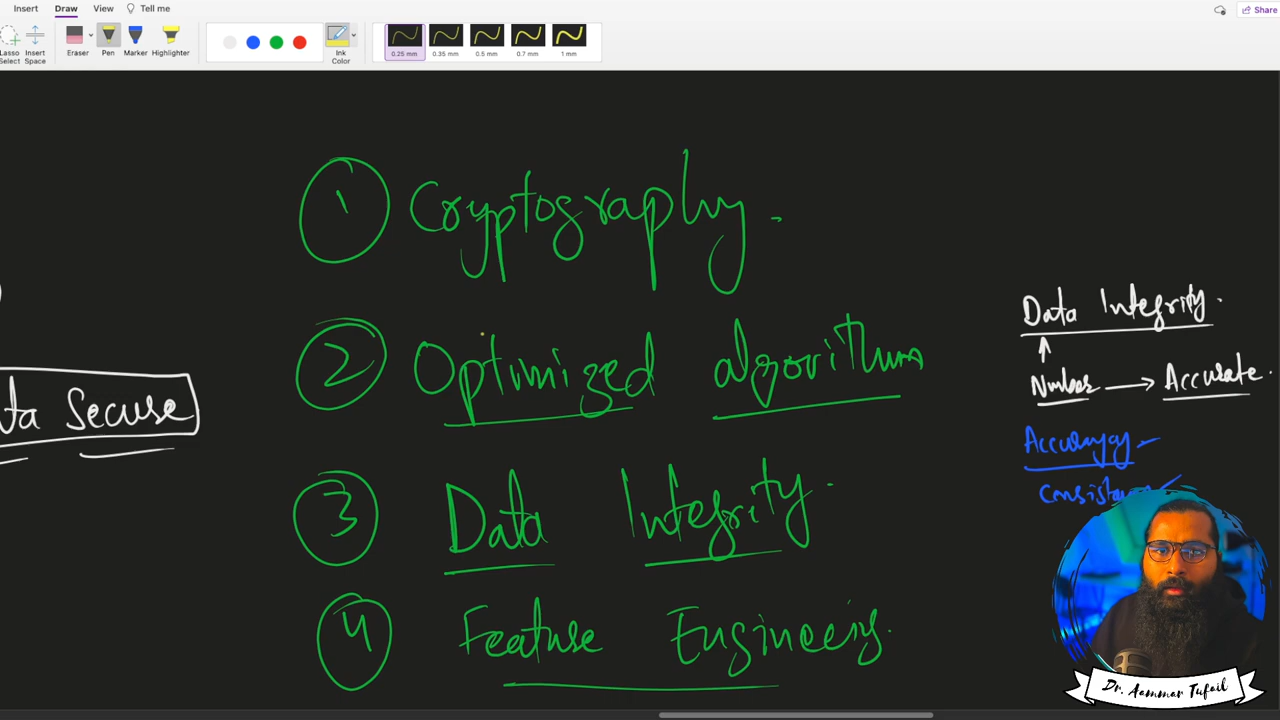 Insert Draw View Tell me
Share
Lasso Select
Insert Space
Eraser
Pen
Marker
Highlighter
Ink Color
0.25 mm
0.35 mm
0.5 mm
0.7 mm
1 mm
1 Cryptography.
2 Optimized algorithms
3 Data Integrity.
4 Feature Engineering.
ta Secure
Data Integrity.
Number → Accurate.
Accuracy
Dr. Aammar Tufail